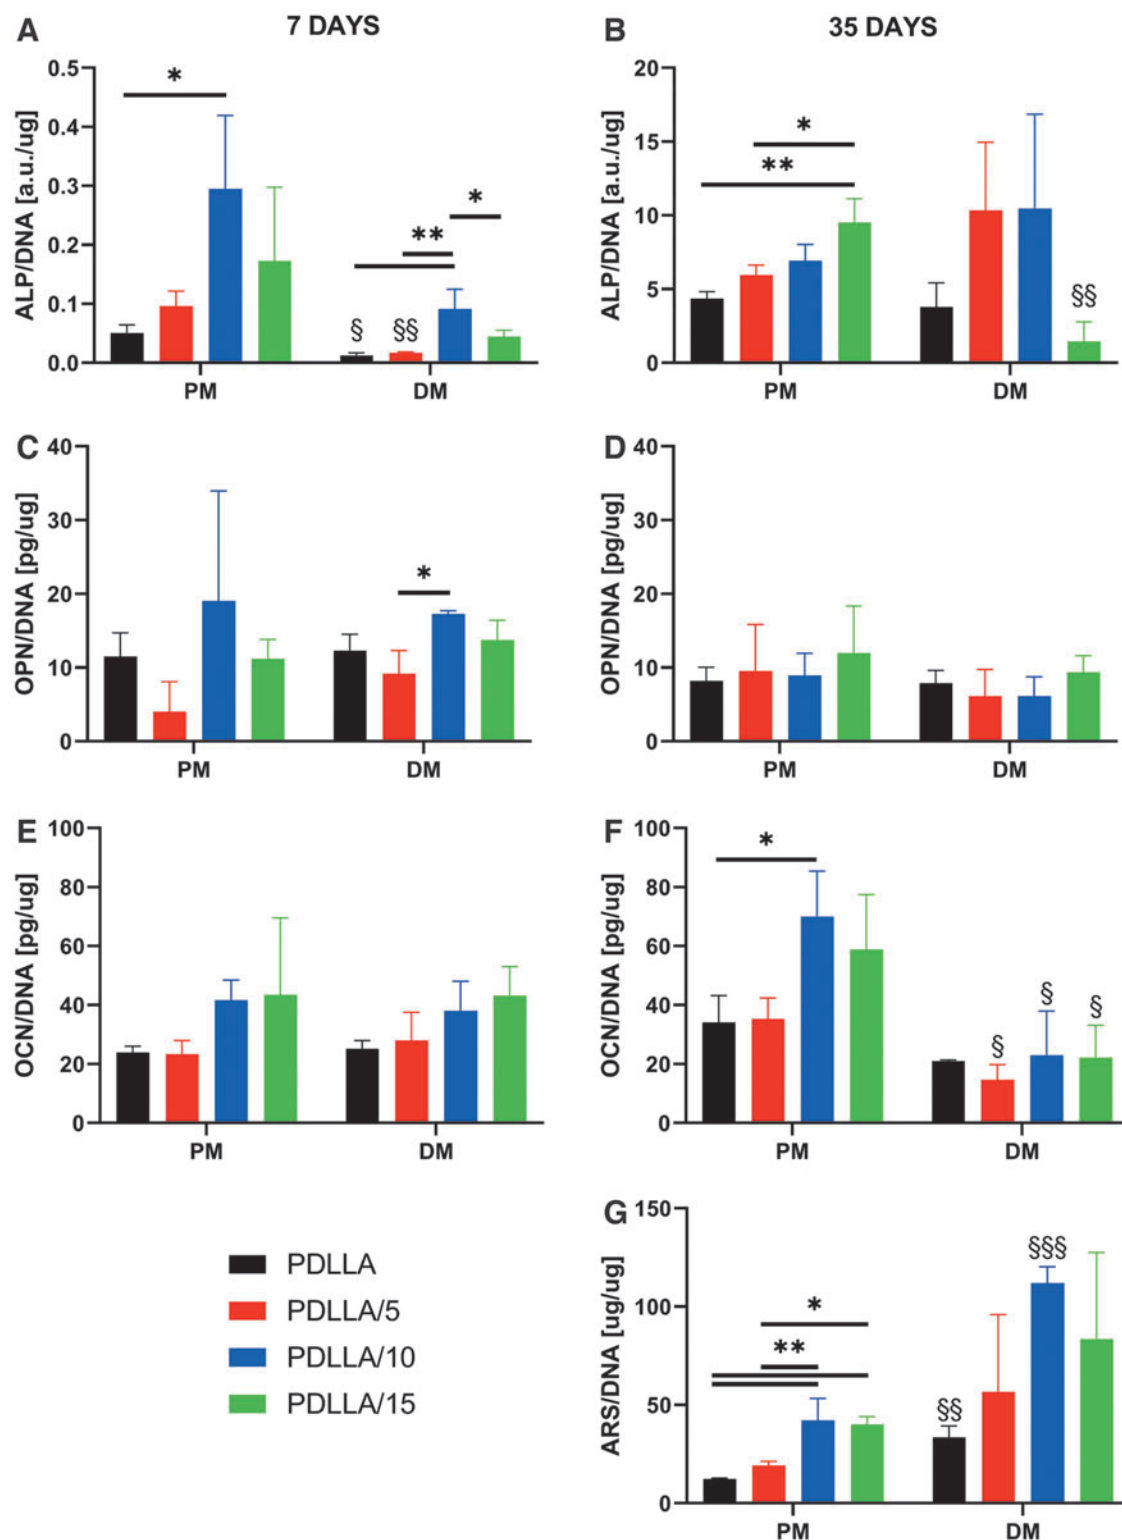 A
7 DAYS
ALP/DNA [a.u./ug]
0.5
0.4
0.3
0.2
0.1
0.0
*
*
**
§
§§
PM
DM
B
35 DAYS
ALP/DNA [a.u./ug]
20
15
10
5
0
*
**
§§
PM
DM
C
OPN/DNA [pg/ug]
40
30
20
10
0
*
PM
DM
D
OPN/DNA [pg/ug]
40
30
20
10
0
PM
DM
E
OCN/DNA [pg/ug]
100
80
60
40
20
0
PM
DM
F
OCN/DNA [pg/ug]
100
80
60
40
20
0
*
§
§
§
PM
DM
PDLLA
PDLLA/5
PDLLA/10
PDLLA/15
G
ARS/DNA [ug/ug]
150
100
50
0
*
**
§§
§§§
PM
DM